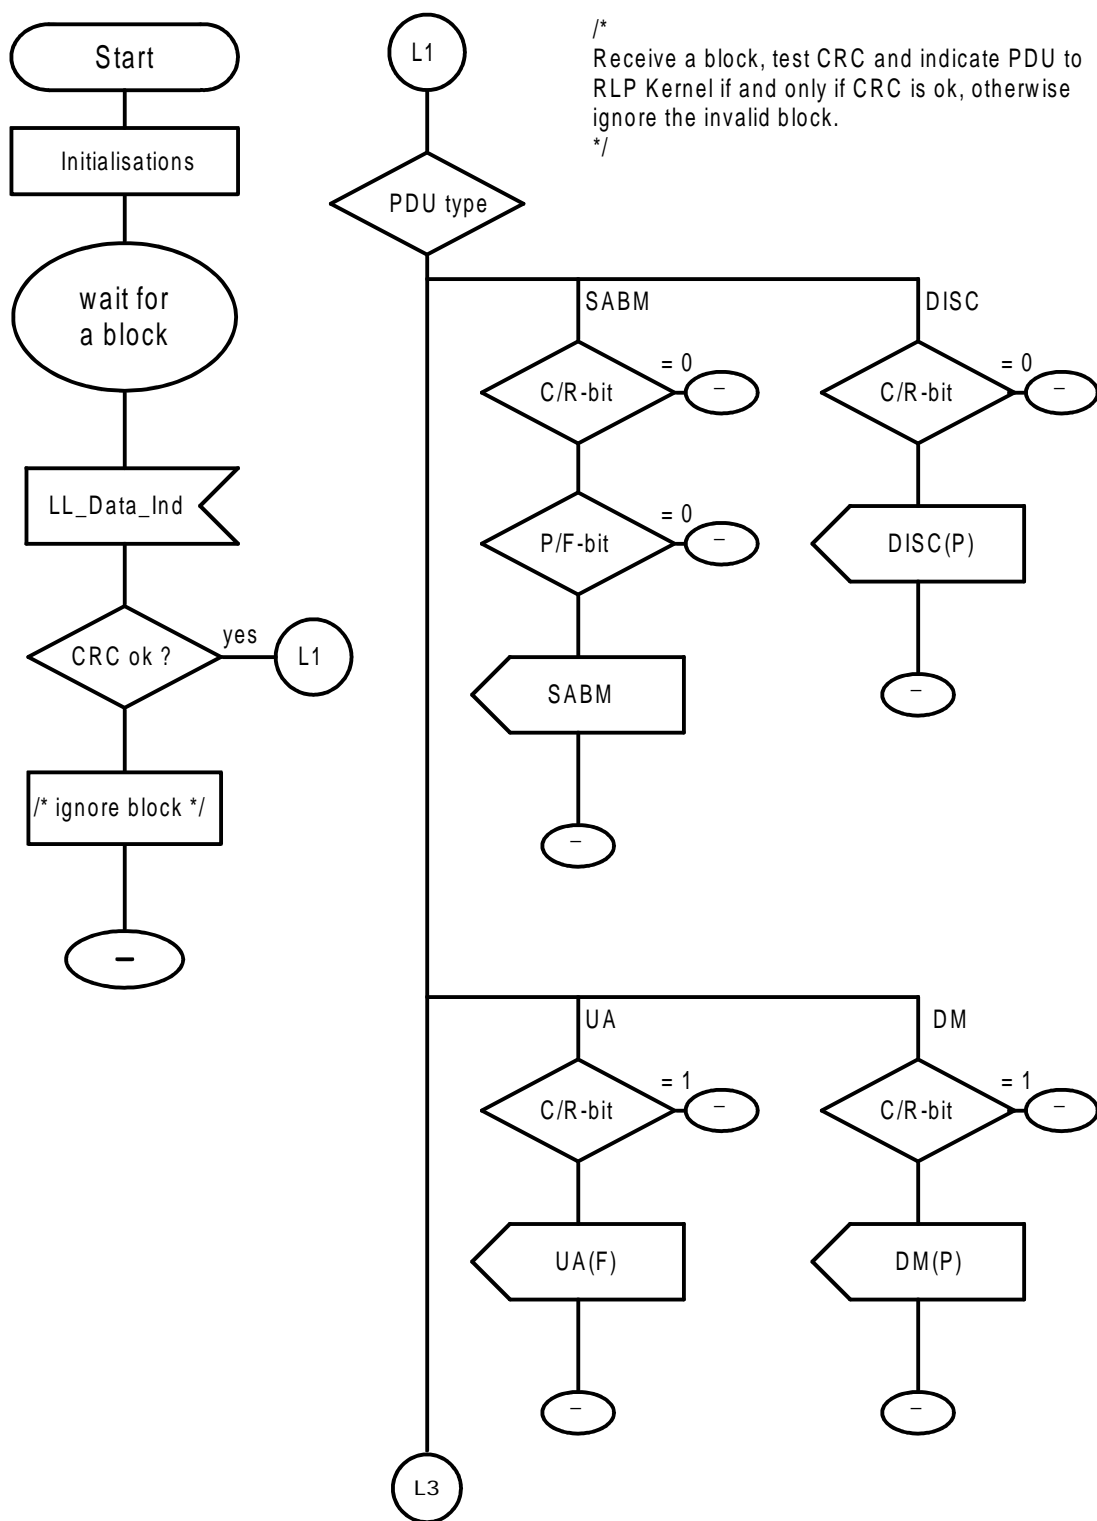 Start
Initialisations
wait for
a block
LL_Data_Ind
CRC ok ?
yes
L1
/* ignore block */
–
L1
PDU type
/*
Receive a block, test CRC and indicate PDU to
RLP Kernel if and only if CRC is ok, otherwise
ignore the invalid block.
*/
SABM
C/R-bit
= 0
–
P/F-bit
= 0
–
SABM
–
DISC
C/R-bit
= 0
–
DISC(P)
–
UA
C/R-bit
= 1
–
UA(F)
–
DM
C/R-bit
= 1
–
DM(P)
–
L3